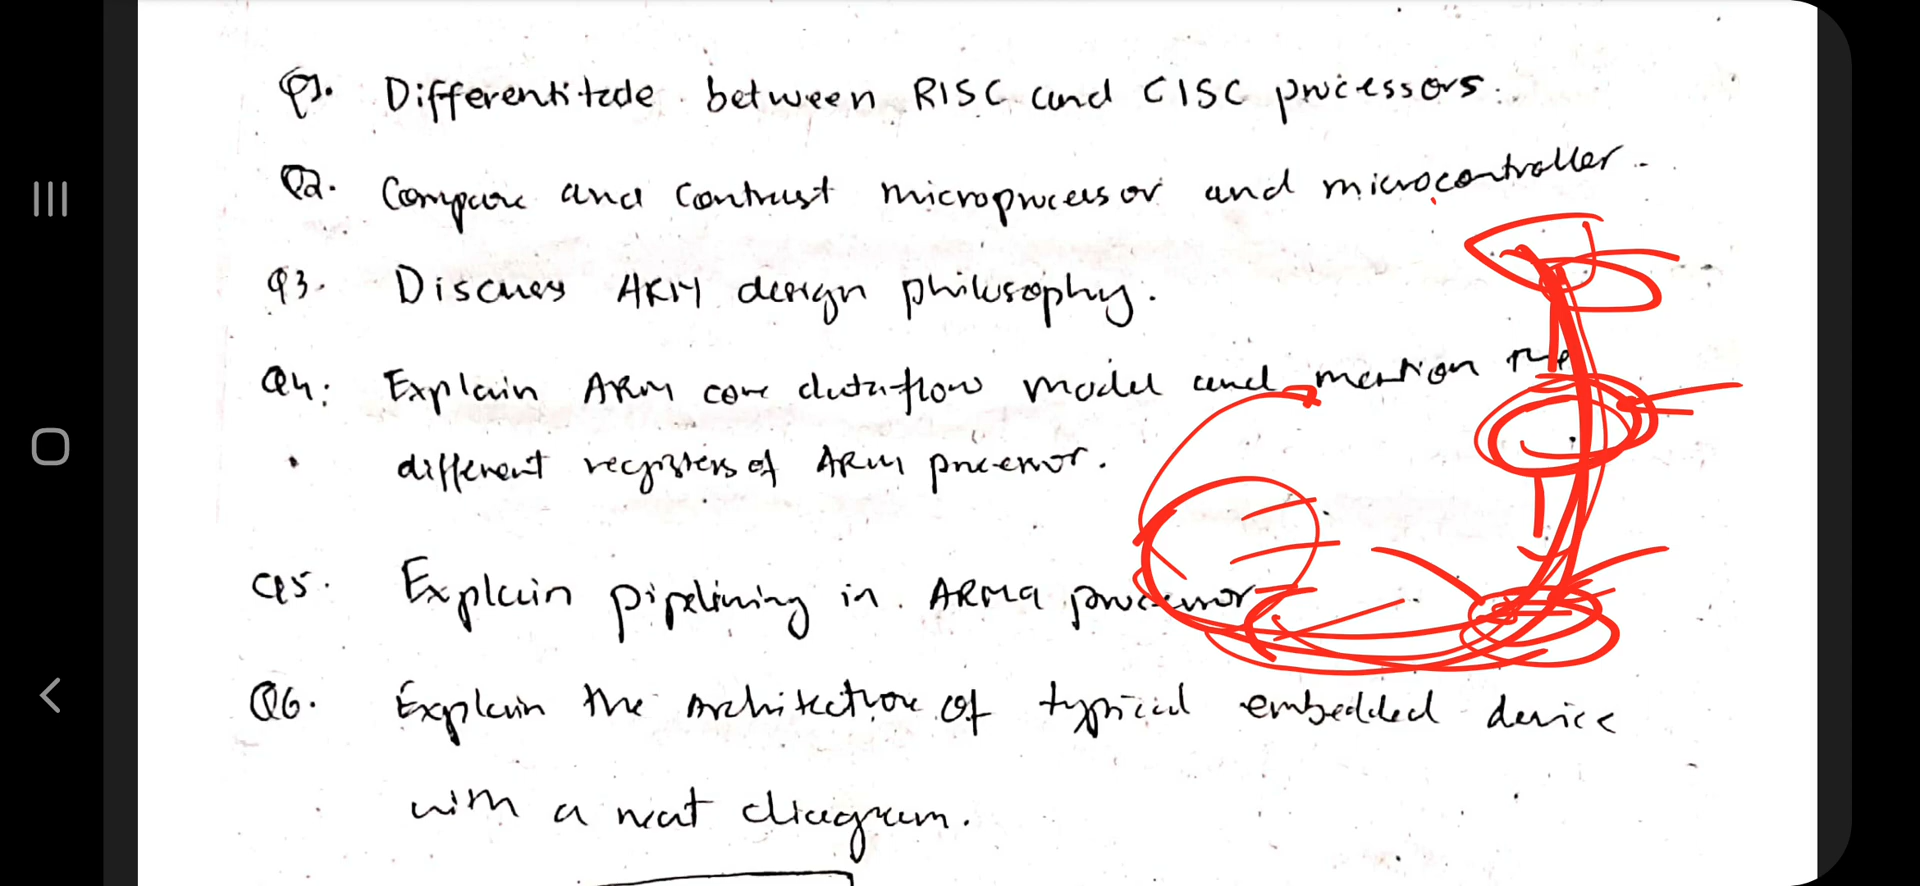 Q1. Differentitade between RISC and CISC processors.
Q2. Compare and contrast microprocessor and microcontroller.
Q3. Discuss ARM design philosophy.
Q4: Explain ARM core dataflow model and mention the
different registers of ARM processor.
Q5. Explain pipelining in ARM9 processor
Q6. Explain the Architecture of typical embedded device
with a neat diagram.